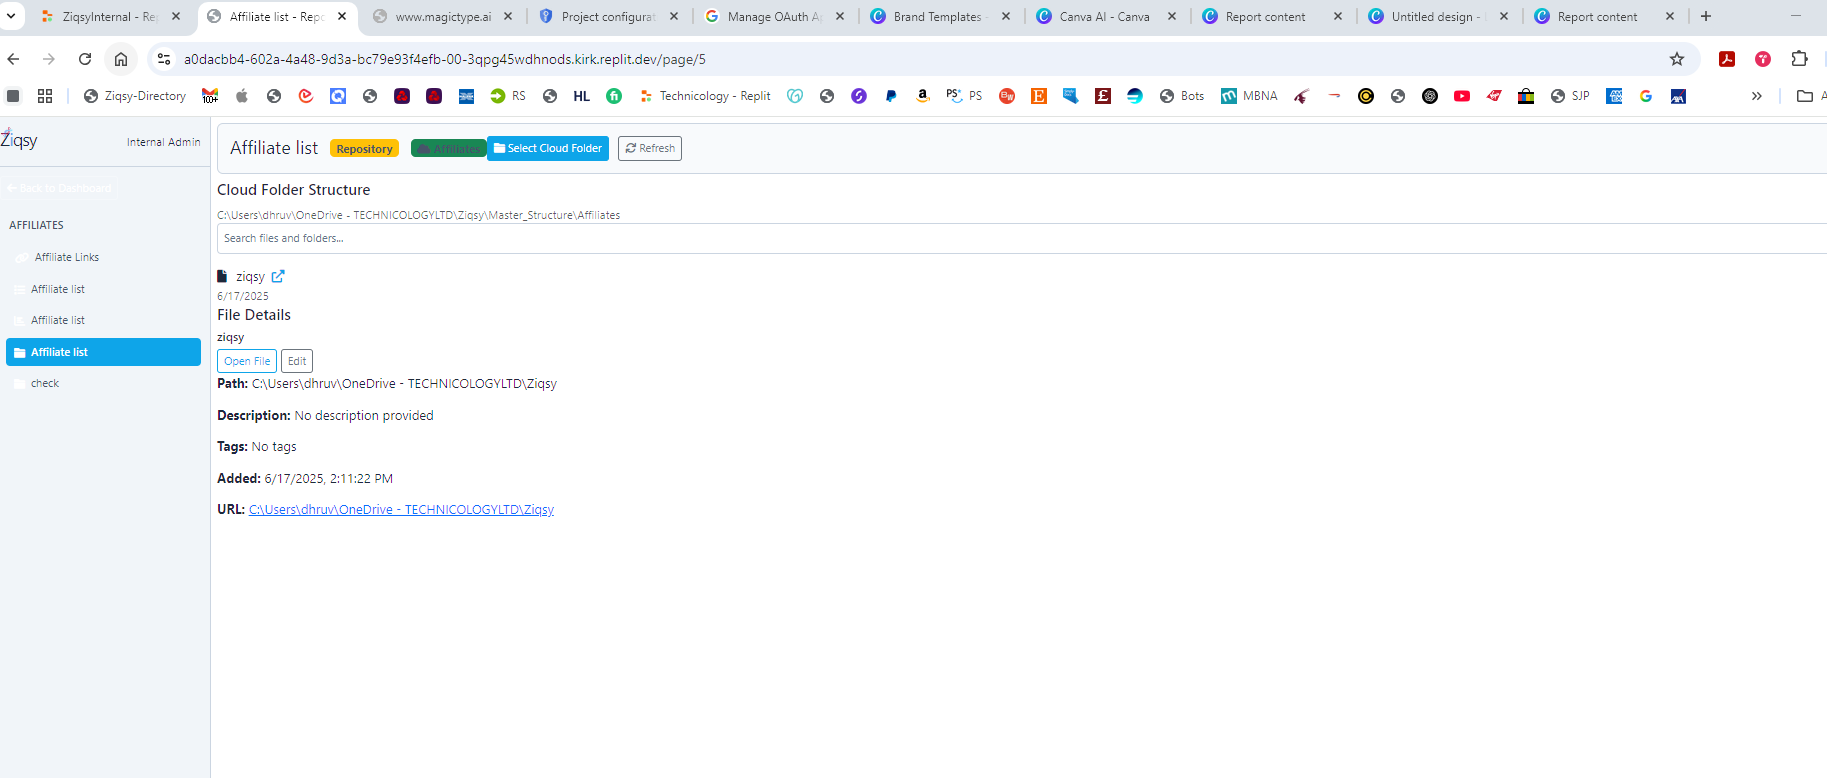 ZiqsyInternal - Rep
Affiliate list - Repo
www.magictype.ai
Project configurat
Manage OAuth Ap
Brand Templates -
Canva AI - Canva
Report content
Untitled design -
Report content
a0dacbb4-602a-4a48-9d3a-bc79e93f4efb-00-3qpg45wdhnods.kirk.replit.dev/page/5
Ziqsy-Directory
100+
RS
HL
Technicology - Replit
PS
Bots
MBNA
SJP
Ziqsy
Internal Admin
Back to Dashboard
AFFILIATES
Affiliate Links
Affiliate list
Affiliate list
Affiliate list
check
Affiliate list
Repository
Affiliates
Select Cloud Folder
Refresh
Cloud Folder Structure
C:\Users\dhruv\OneDrive - TECHNICOLOGYLTD\Ziqsy\Master_Structure\Affiliates
Search files and folders...
ziqsy
6/17/2025
File Details
ziqsy
Open File
Edit
Path: C:\Users\dhruv\OneDrive - TECHNICOLOGYLTD\Ziqsy
Description: No description provided
Tags: No tags
Added: 6/17/2025, 2:11:22 PM
URL: C:\Users\dhruv\OneDrive - TECHNICOLOGYLTD\Ziqsy